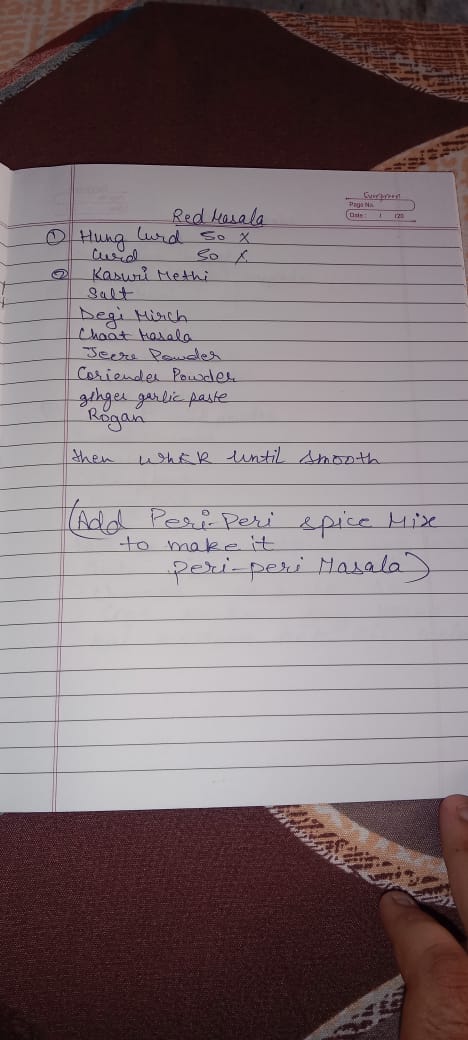 Evergreen
Page No.
Date: / /20
Red Masala
① Hung Curd 50 %
Curd 50 %
② Kasuri Methi
Salt
Degi Mirch
Chaat Masala
Jeera Powder
Coriender Powder
ginger garlic paste
Rogan
then whisk until smooth
(Add Peri-Peri spice Mix
to make it
peri-peri Masala)